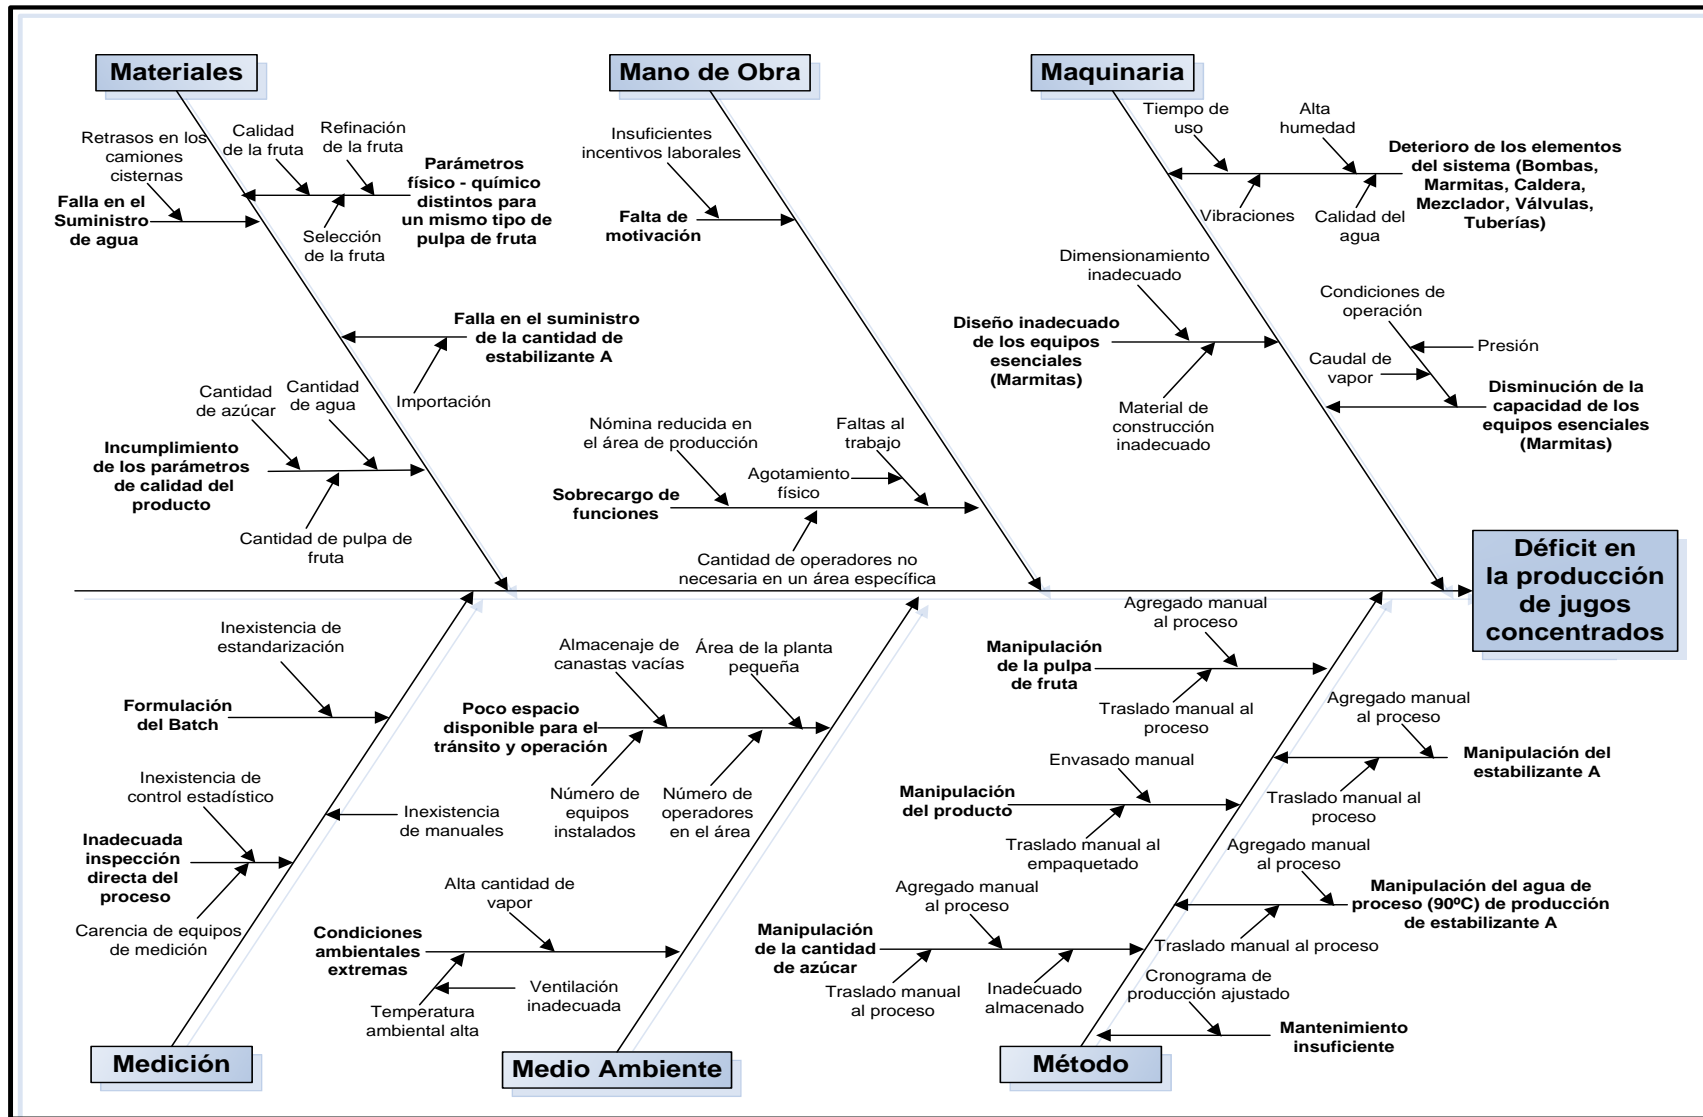 Materiales
Mano de Obra
Maquinaria
Retrasos en los
camiones
cisternas
Calidad
de la fruta
Refinación
de la fruta
Parámetros
físico - químico
distintos para
un mismo tipo de
pulpa de fruta
Falla en el
Suministro
de agua
Selección
de la fruta
Falla en el suministro
de la cantidad de
estabilizante A
Importación
Cantidad
de azúcar
Cantidad
de agua
Incumplimiento
de los parámetros
de calidad del
producto
Cantidad de pulpa de
fruta
Insuficientes
incentivos laborales
Falta de
motivación
Nómina reducida en
el área de producción
Faltas al
trabajo
Agotamiento
físico
Sobrecargo de
funciones
Cantidad de operadores no
necesaria en un área específica
Tiempo de
uso
Alta
humedad
Deterioro de los elementos
del sistema (Bombas,
Marmitas, Caldera,
Mezclador, Válvulas,
Tuberías)
Vibraciones
Calidad del
agua
Dimensionamiento
inadecuado
Diseño inadecuado
de los equipos
esenciales
(Marmitas)
Material de
construcción
inadecuado
Condiciones de
operación
Presión
Caudal de
vapor
Disminución de la
capacidad de los
equipos esenciales
(Marmitas)
Déficit en
la producción
de jugos
concentrados
Inexistencia de
estandarización
Formulación
del Batch
Inexistencia de
control estadístico
Inexistencia
de manuales
Inadecuada
inspección
directa del
proceso
Carencia de equipos
de medición
Almacenaje de
canastas vacías
Área de la planta
pequeña
Poco espacio
disponible para el
tránsito y operación
Número de
equipos
instalados
Número de
operadores
en el área
Alta cantidad de
vapor
Condiciones
ambientales
extremas
Ventilación
inadecuada
Temperatura
ambiental alta
Agregado manual
al proceso
Manipulación
de la pulpa
de fruta
Traslado manual al
proceso
Agregado manual
al proceso
Manipulación del
estabilizante A
Traslado manual al
proceso
Envasado manual
Manipulación
del producto
Traslado manual al
empaquetado
Agregado manual
al proceso
Manipulación del agua de
proceso (90ºC) de producción
de estabilizante A
Traslado manual al proceso
Agregado manual
al proceso
Manipulación
de la cantidad
de azúcar
Traslado manual
al proceso
Inadecuado
almacenado
Cronograma de
producción ajustado
Mantenimiento
insuficiente
Medición
Medio Ambiente
Método